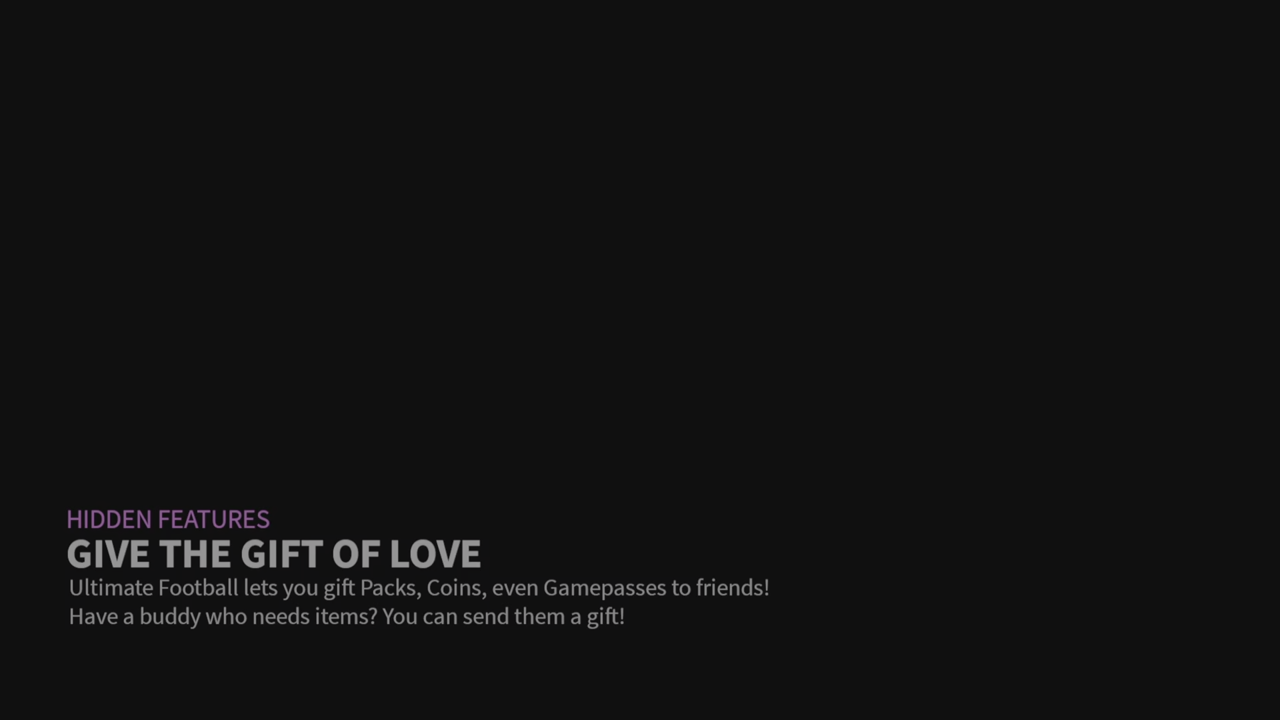 HIDDEN FEATURES
GIVE THE GIFT OF LOVE
Ultimate Football lets you gift Packs, Coins, even Gamepasses to friends!
Have a buddy who needs items? You can send them a gift!